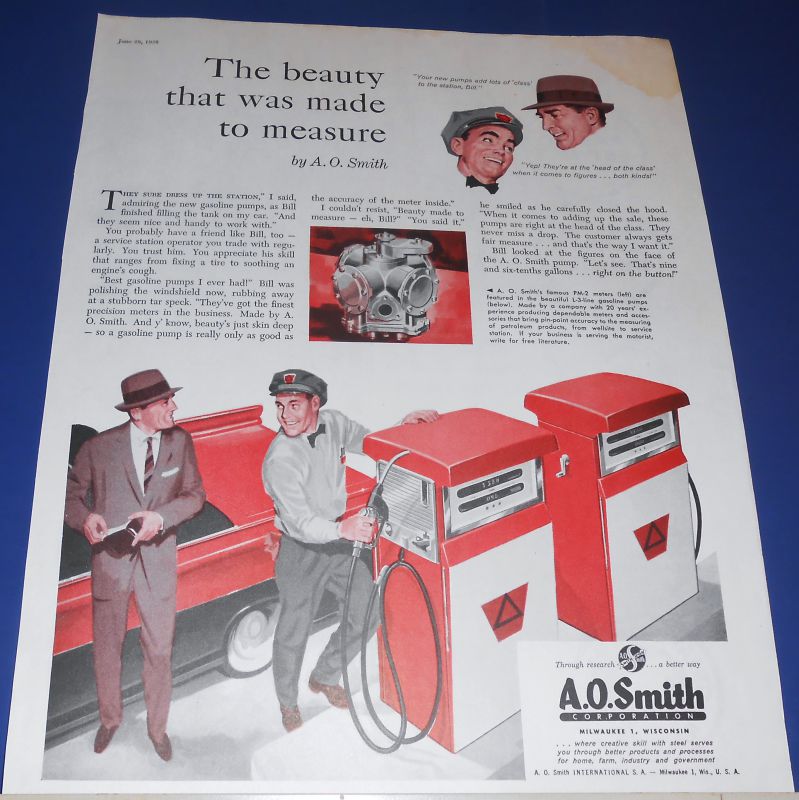 The beauty
that was made
to measure
by A. O. Smith
"Your new pumps add lots of 'class'
to the station, Bill."
"Yep! They're at the 'head of the class'
when it comes to figures . . . both kinds!"
THEY SURE DRESS UP THE STATION," I said,
admiring the new gasoline pumps, as Bill
finished filling the tank on my car. "And
they seem nice and handy to work with."
You probably have a friend like Bill, too —
a service station operator you trade with regu-
larly. You trust him. You appreciate his skill
that ranges from fixing a tire to soothing an
engine's cough.
"Best gasoline pumps I ever had!" Bill was
polishing the windshield now, rubbing away
at a stubborn tar speck. "They've got the finest
precision meters in the business. Made by A.
O. Smith. And y' know, beauty's just skin deep
— so a gasoline pump is really only as good as
the accuracy of the meter inside."
I couldn't resist, "Beauty made to
measure — eh, Bill?" "You said it,"
he smiled as he carefully closed the hood.
"When it comes to adding up the sale, these
pumps are right at the head of the class. They
never miss a drop. The customer always gets
fair measure . . . and that's the way I want it."
Bill looked at the figures on the face of
the A. O. Smith pump. "Let's see. That's nine
and six-tenths gallons . . . right on the button!"
◄ A. O. Smith's famous PM-2 meters (left) are
featured in the beautiful L-3-line gasoline pumps
(below). Made by a company with 20 years' ex-
perience producing dependable meters and acces-
sories that bring pin-point accuracy to the measuring
of petroleum products, from wellsite to service
station. If your business is serving the motorist,
write for free literature.
Through research . . . a better way
A.O.Smith
CORPORATION
MILWAUKEE 1, WISCONSIN
. . . where creative skill with steel serves
you through better products and processes
for home, farm, industry and government
A. O. Smith INTERNATIONAL S. A. — Milwaukee 1, Wis., U. S. A.